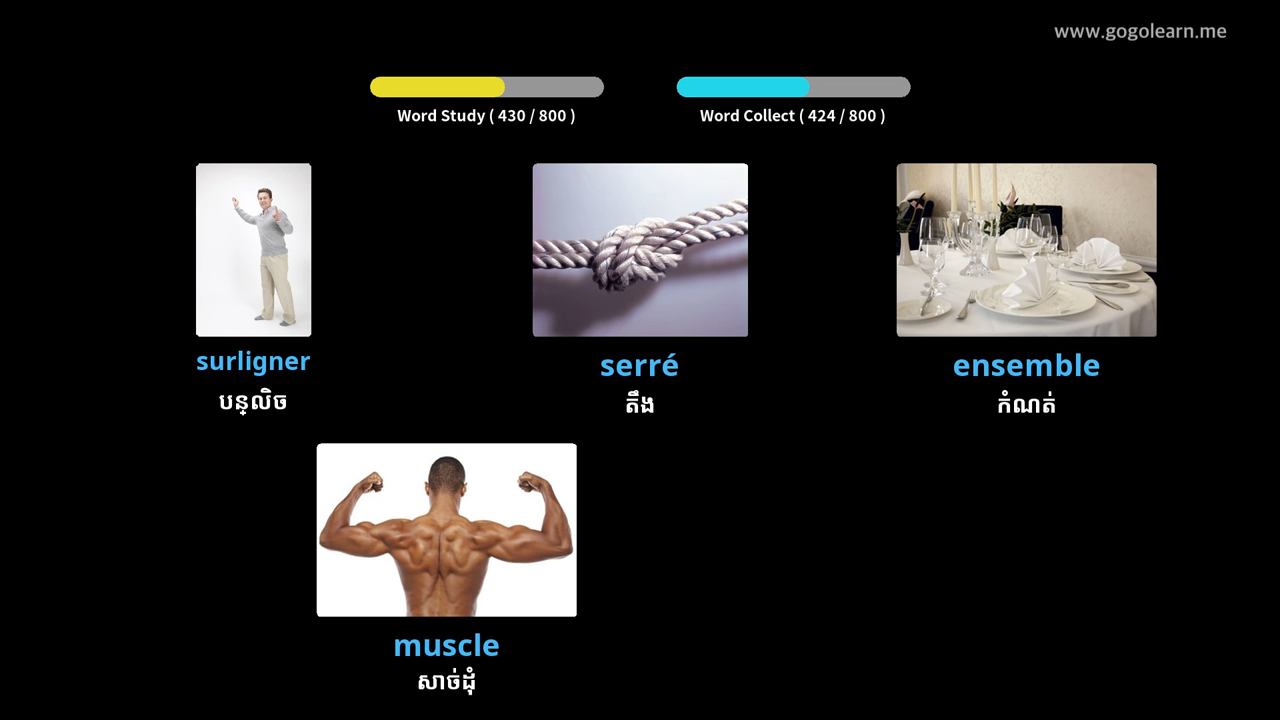 www.gogolearn.me
Word Study ( 430 / 800 )
Word Collect ( 424 / 800 )
surligner
បន្លិច
serré
តឹង
ensemble
កំណត់
muscle
សាច់ដុំ